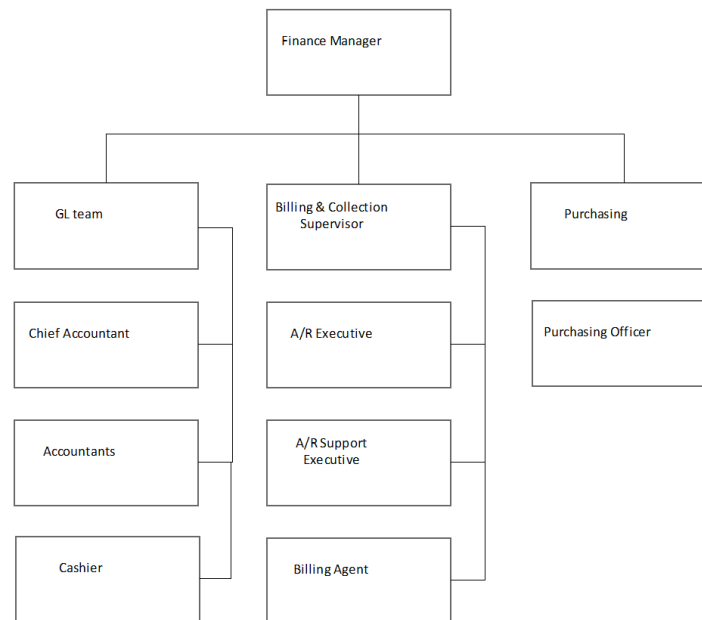 Finance Manager
GL team
Billing & Collection
Supervisor
Purchasing
Chief Accountant
A/R Executive
Purchasing Officer
Accountants
A/R Support
Executive
Cashier
Billing Agent